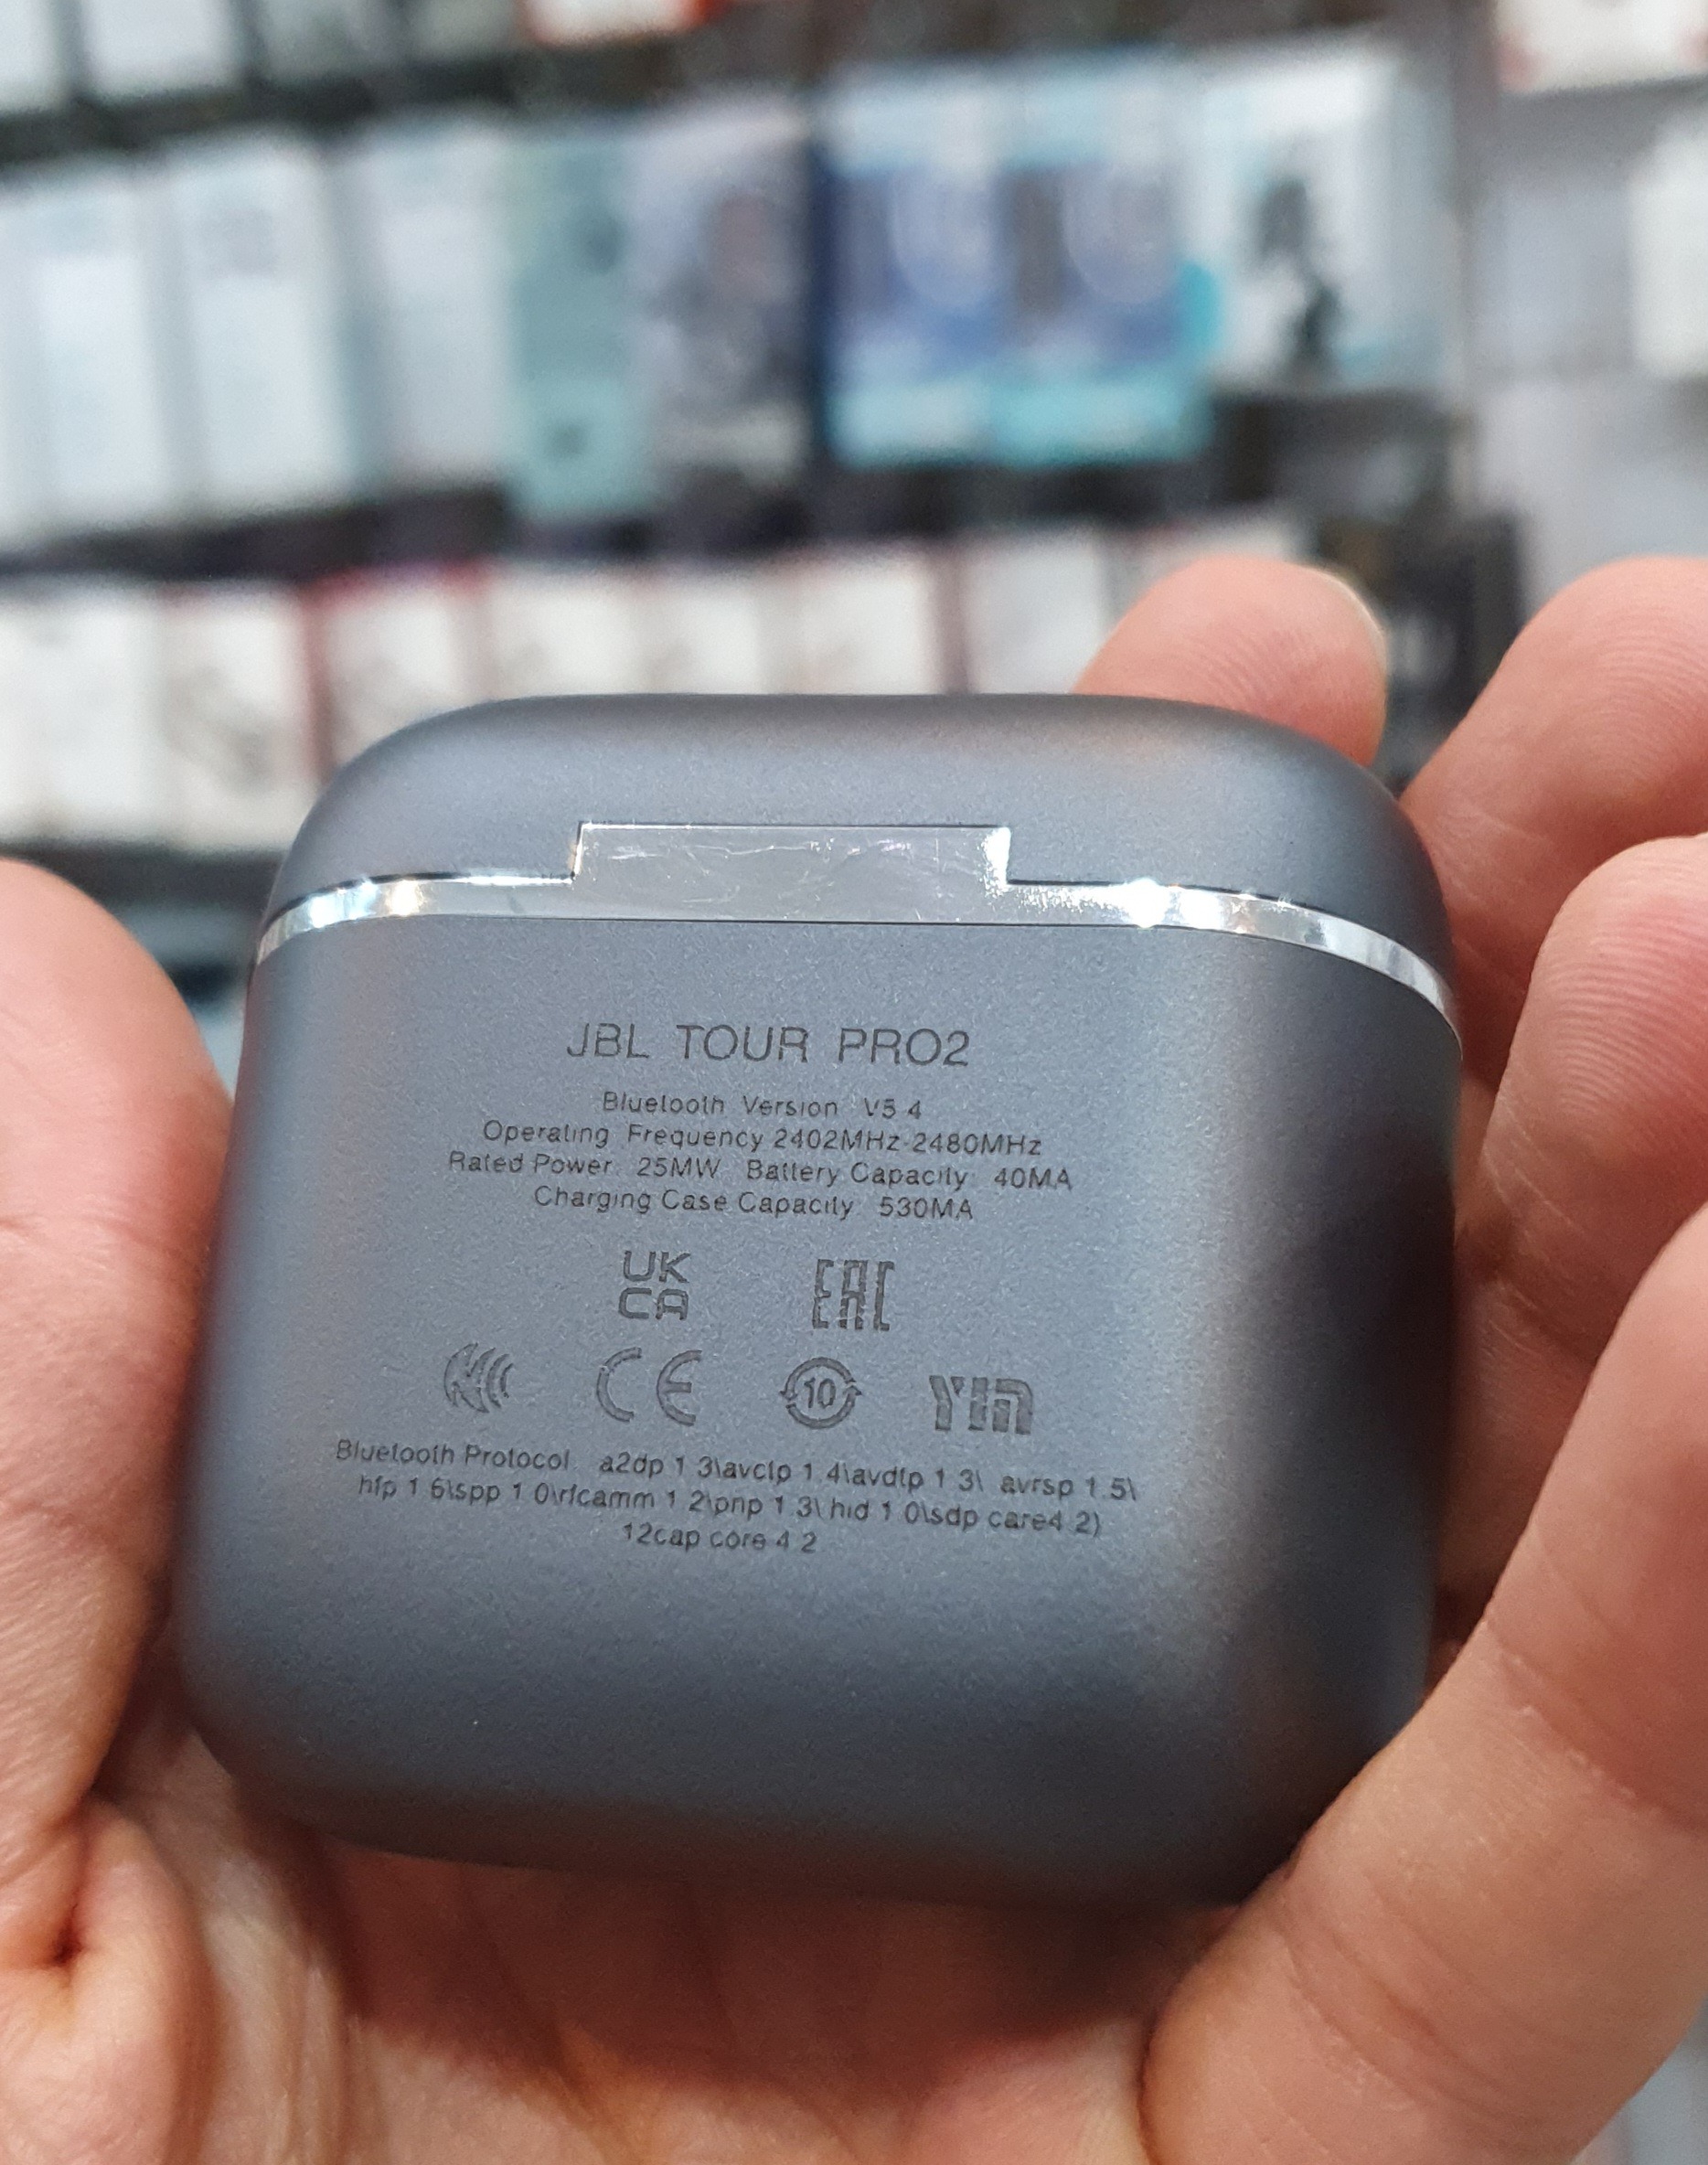 JBL TOUR PRO2
Bluetooth Version V5.4
Operating Frequency 2402MHz-2480MHz
Rated Power: 25MW Battery Capacity: 40MA
Charging Case Capacity: 530MA
UK
CA
EAC
CE
10
Yin
Bluetooth Protocol: a2dp 1.3\avctp 1.4\avdtp 1.3\ avrsp 1.5\
hfp 1.6\spp 1.0\rfcamm 1.2\pnp 1.3\ hid 1.0\sdp care4.2)
12cap core 4.2